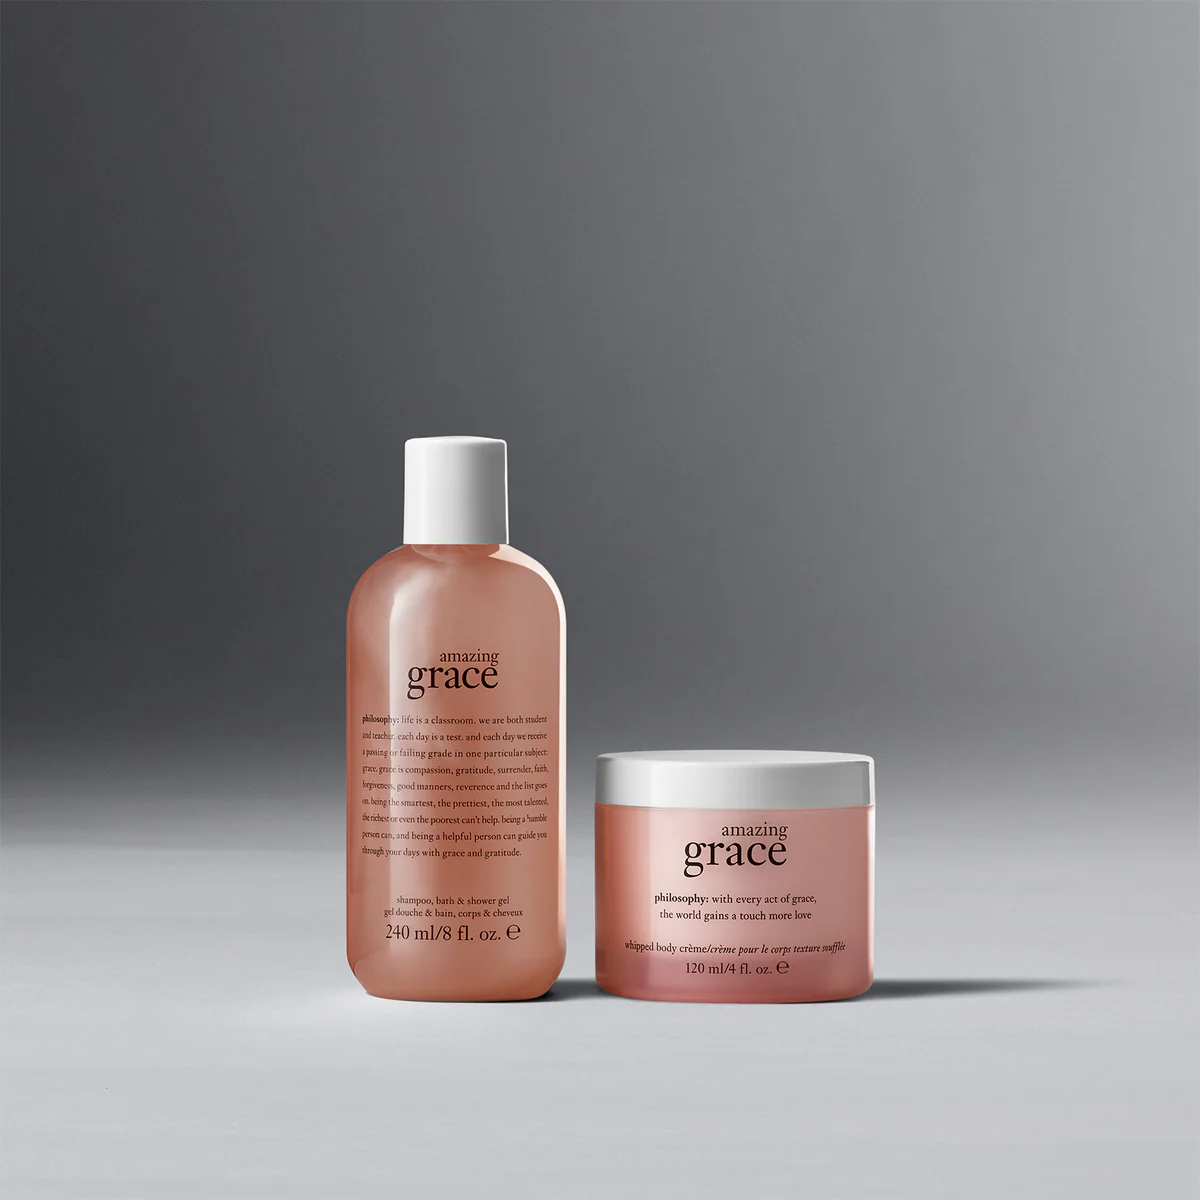 amazing
grace
philosophy: life is a classroom. we are both student
and teacher. each day is a test. and each day we receive
a passing or failing grade in one particular subject:
grace. grace is compassion, gratitude, surrender, faith,
forgiveness, good manners, reverence and the list goes
on. being the smartest, the prettiest, the most talented,
the richest or even the poorest can't help. being a humble
person can, and being a helpful person can guide you
through your days with grace and gratitude.
shampoo, bath & shower gel
gel douche & bain, corps & cheveux
240 ml/8 fl. oz. ℮
amazing
grace
philosophy: with every act of grace,
the world gains a touch more love
whipped body crème/crème pour le corps texture soufflée
120 ml/4 fl. oz. ℮